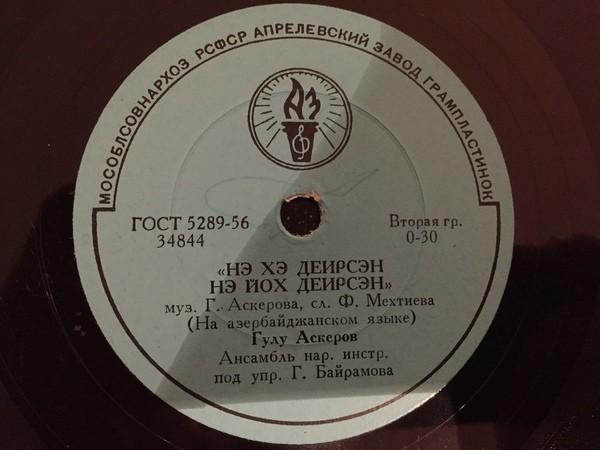 МОСОБЛСОВНАРХОЗ РСФСР АПРЕЛЕВСКИЙ ЗАВОД ГРАМПЛАСТИНОК
АЗ
ГОСТ 5289-56
34844
Вторая гр.
0-30
«НЭ ХЭ ДЕИРСЭН
НЭ ЙОХ ДЕИРСЭН»
муз. Г. Аскерова, сл. Ф. Мехтиева
(На азербайджанском языке)
Гулу Аскеров
Ансамбль нар. инстр.
под упр. Г. Байрамова